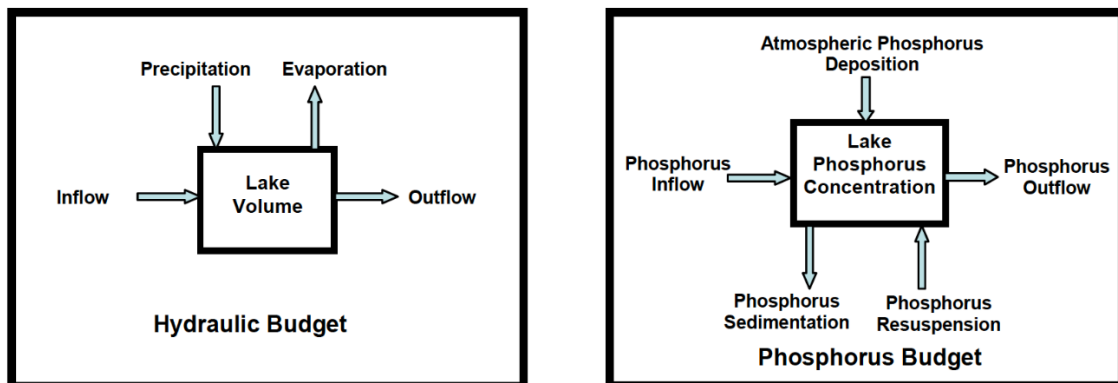 Precipitation
Evaporation
Inflow
Lake
Volume
Outflow
Hydraulic Budget
Atmospheric Phosphorus
Deposition
Phosphorus
Inflow
Lake
Phosphorus
Concentration
Phosphorus
Outflow
Phosphorus
Sedimentation
Phosphorus
Resuspension
Phosphorus Budget